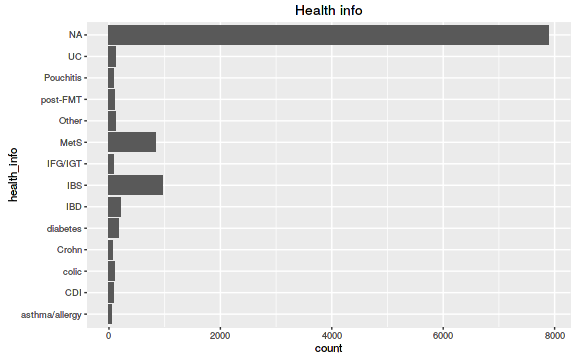 Health info
health_info
NA
UC
Pouchitis
post-FMT
Other
MetS
IFG/IGT
IBS
IBD
diabetes
Crohn
colic
CDI
asthma/allergy
0 2000 4000 6000 8000
count